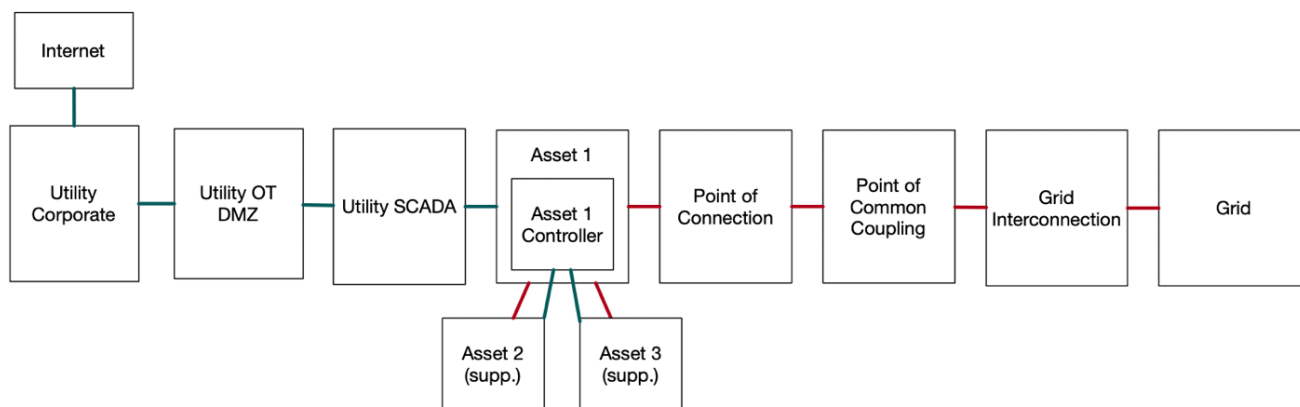 Internet
Utility
Corporate
Utility OT
DMZ
Utility SCADA
Asset 1
Asset 1
Controller
Point of
Connection
Point of
Common
Coupling
Grid
Interconnection
Grid
Asset 2
(supp.)
Asset 3
(supp.)